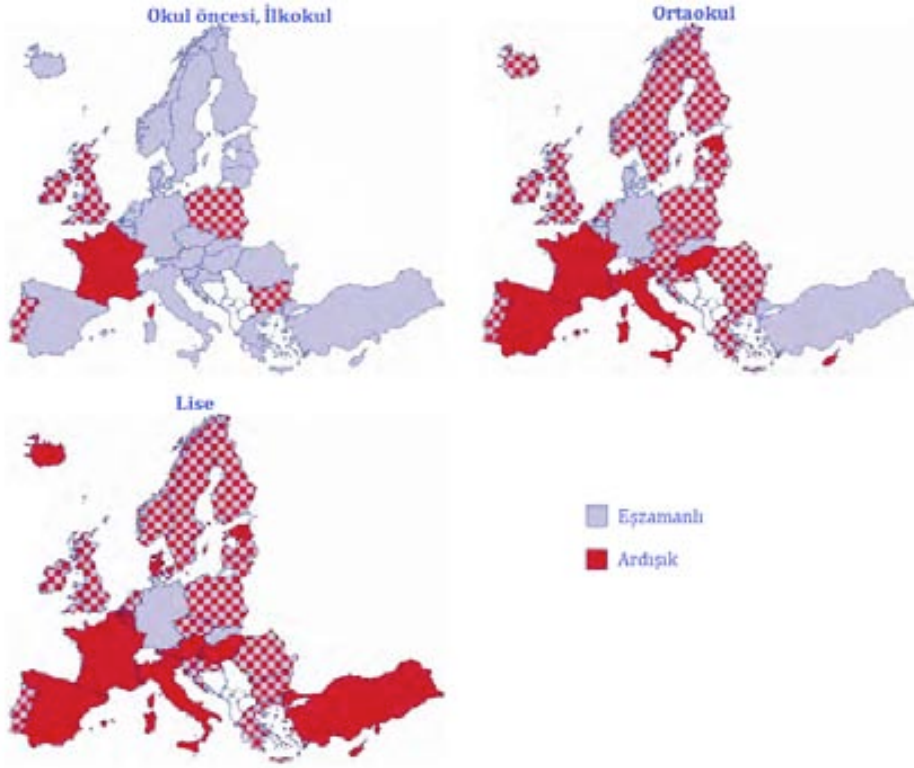 Okul öncesi, İlkokul
Ortaokul
Lise
Eşzamanlı
Ardışık